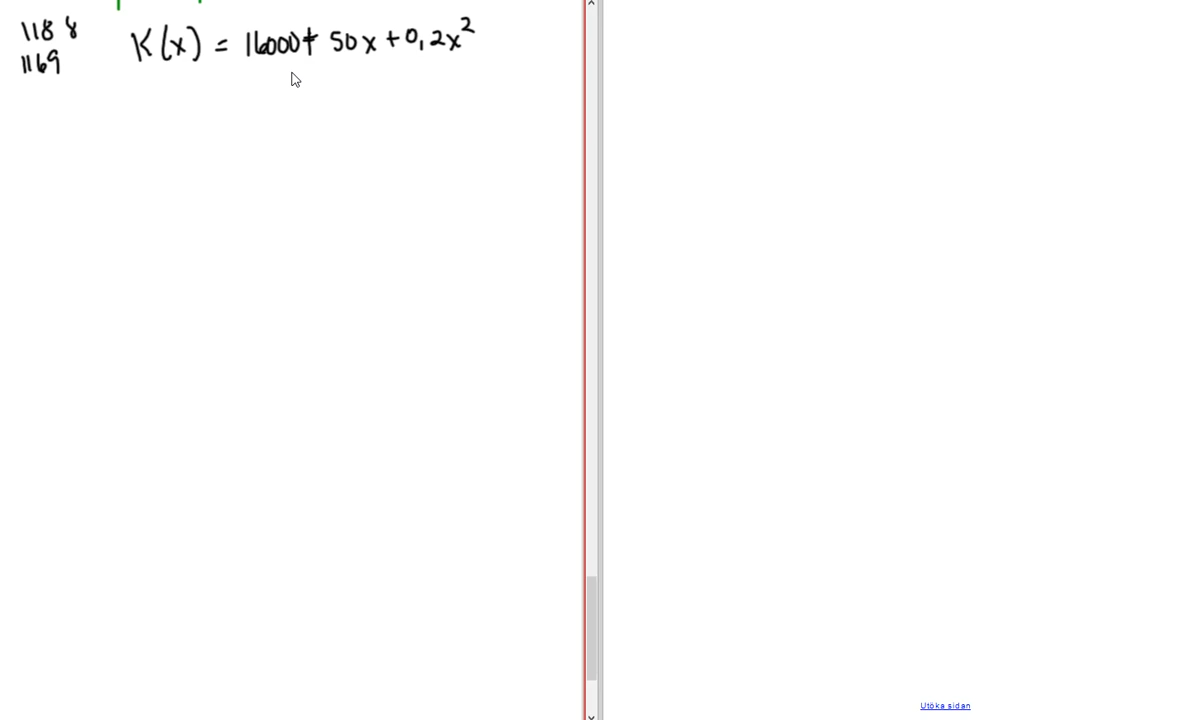 1188
1169
K(x) = 16000+ 50x + 0,2x²
Utöka sidan